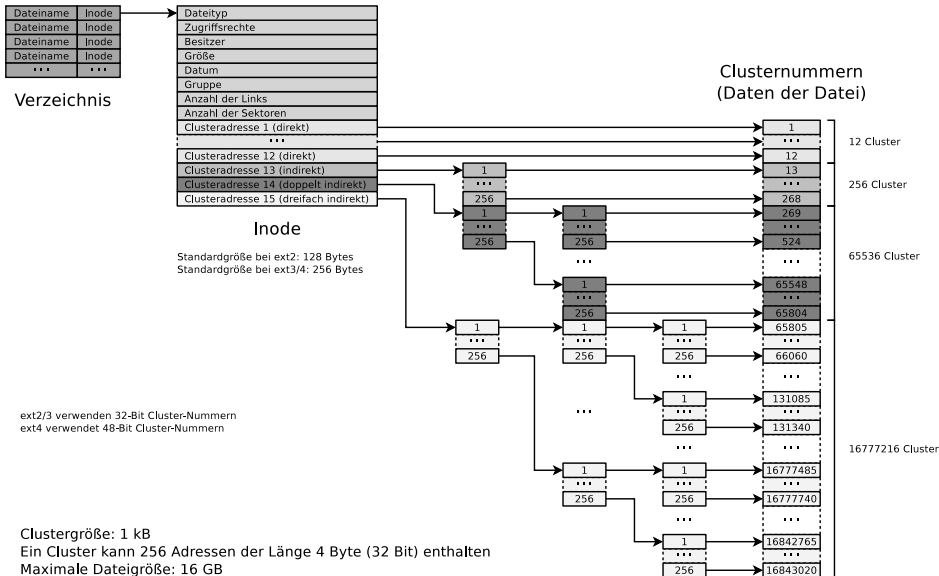 Dateiname Inode
Dateiname Inode
Dateiname Inode
Dateiname Inode
... ...
Verzeichnis
Dateityp
Zugriffsrechte
Besitzer
Größe
Datum
Gruppe
Anzahl der Links
Anzahl der Sektoren
Clusteradresse 1 (direkt)
...
Clusteradresse 12 (direkt)
Clusteradresse 13 (indirekt)
Clusteradresse 14 (doppelt indirekt)
Clusteradresse 15 (dreifach indirekt)
Inode
Standardgröße bei ext2: 128 Bytes
Standardgröße bei ext3/4: 256 Bytes
Clusternummern
(Daten der Datei)
1
...
12
12 Cluster
1
...
256
13
...
268
256 Cluster
1
...
256
1
...
256
269
...
524
...
...
1
...
256
65548
...
65804
65536 Cluster
1
...
256
1
...
256
1
...
256
65805
...
66060
...
...
1
...
256
131085
...
131340
...
...
...
1
...
256
1
...
256
16777485
...
16777740
...
...
1
...
256
16842765
...
16843020
16777216 Cluster
ext2/3 verwenden 32-Bit Cluster-Nummern
ext4 verwendet 48-Bit Cluster-Nummern
Clustergröße: 1 kB
Ein Cluster kann 256 Adressen der Länge 4 Byte (32 Bit) enthalten
Maximale Dateigröße: 16 GB